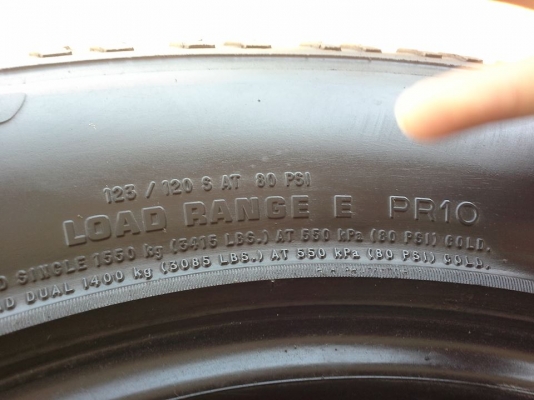 123 / 120 S AT 80 PSI
LOAD RANGE E PR10
D SINGLE 1550 kg (3415 LBS.) AT 550 kPa (80 PSI) COLD.
D DUAL 1400 kg (3085 LBS.) AT 550 kPa (80 PSI) COLD.